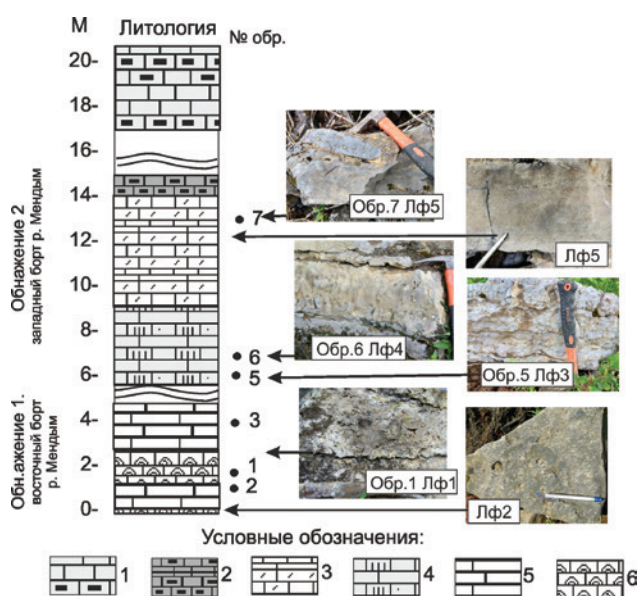 М Литология № обр.
20-
18-
16-
14-
12-
10-
8-
6-
4-
2-
0-
Обнажение 2
западный борт р. Мендым
Обн.ажение 1.
восточный борт
р. Мендым
7
6
5
3
1
2
Обр.7 Лф5
Лф5
Обр.6 Лф4
Обр.5 Лф3
Обр.1 Лф1
Лф2
Условные обозначения:
1 2 3 4 5 6